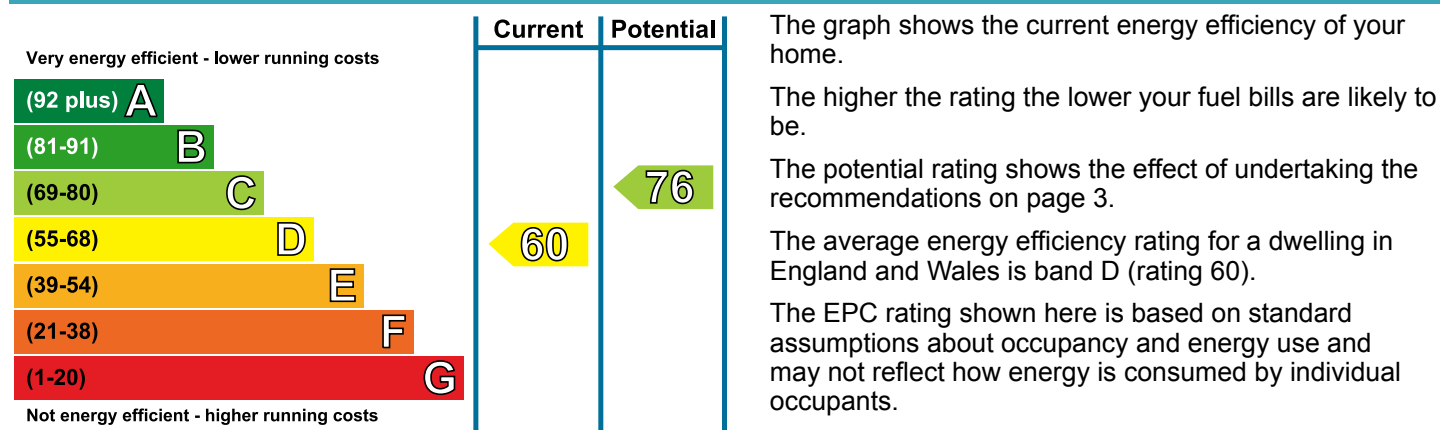 Current Potential
Very energy efficient - lower running costs
(92 plus) A
(81-91) B
(69-80) C
76
(55-68) D
60
(39-54) E
(21-38) F
(1-20) G
Not energy efficient - higher running costs
The graph shows the current energy efficiency of your
home.
The higher the rating the lower your fuel bills are likely to
be.
The potential rating shows the effect of undertaking the
recommendations on page 3.
The average energy efficiency rating for a dwelling in
England and Wales is band D (rating 60).
The EPC rating shown here is based on standard
assumptions about occupancy and energy use and
may not reflect how energy is consumed by individual
occupants.